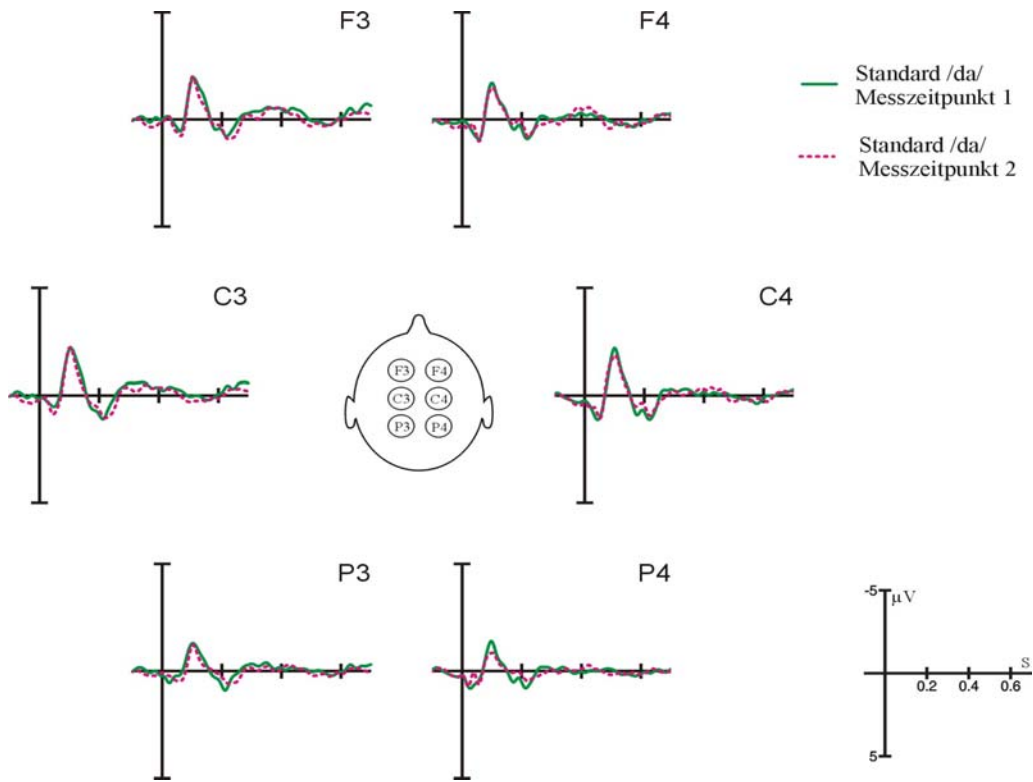 F3
F4
Standard /da/
Messzeitpunkt 1
Standard /da/
Messzeitpunkt 2
C3
C4
F3 F4
C3 C4
P3 P4
P3
P4
-5
μV
S
0.2 0.4 0.6
5